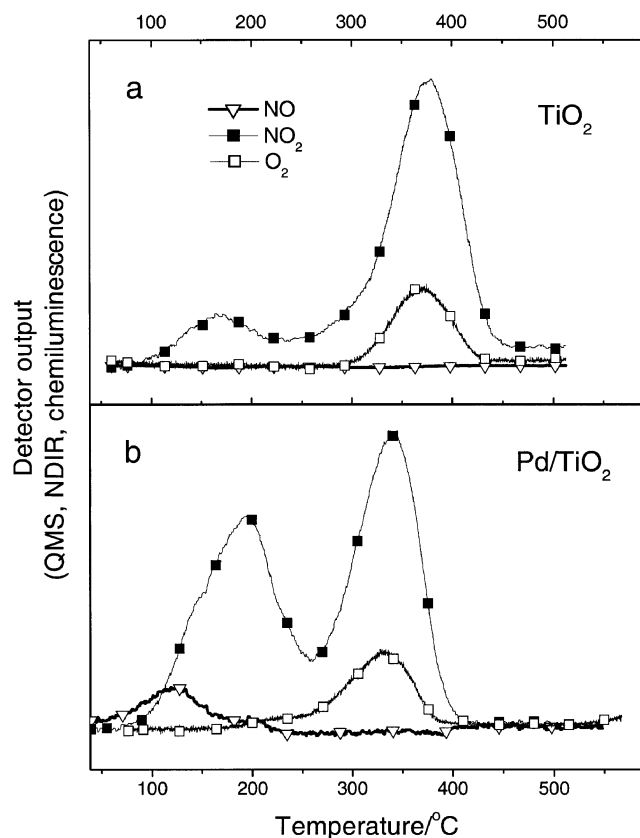 100 200 300 400 500
a
NO
NO₂
O₂
TiO₂
Detector output
(QMS, NDIR, chemiluminescence)
b
Pd/TiO₂
100 200 300 400 500
Temperature/°C